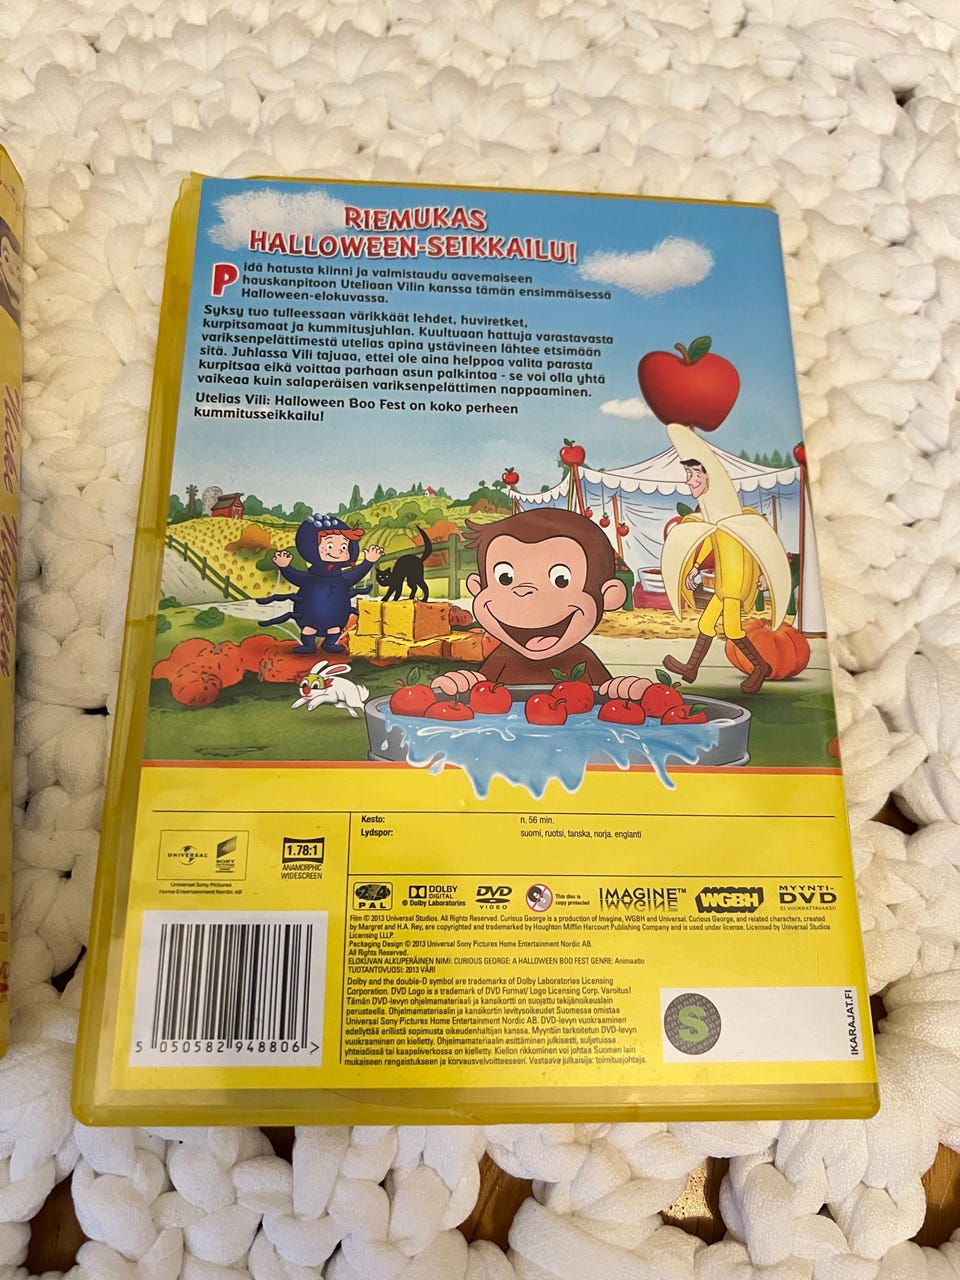 RIEMUKAS
HALLOWEEN-SEIKKAILU!
Pidä hatusta kiinni ja valmistaudu aavemaiseen
hauskanpitoon Uteliaan Vilin kanssa tämän ensimmäisessä
Halloween-elokuvassa.
Syksy tuo tulleessaan värikkäät lehdet, huviretket,
kurpitsamaat ja kummitusjuhlan. Kuultuaan hattuja varastavasta
variksenpelättimestä utelias apina ystävineen lähtee etsimään
sitä. Juhlassa Vili tajuaa, ettei ole aina helppoa valita parasta
kurpitsaa eikä voittaa parhaan asun palkintoa - se voi olla yhtä
vaikeaa kuin salaperäisen variksenpelättimen nappaaminen.
Utelias Vili: Halloween Boo Fest on koko perheen
kummitusseikkailu!
Kesto: n. 56 min.
Lydspor: suomi, ruotsi, tanska, norja. englanti
UNIVERSAL
SONY
Universal Sony Pictures
Home Entertainment Nordic AB
1.78:1
ANAMORPHIC
WIDESCREEN
2 4
PAL
DOLBY
DIGITAL
Dolby Laboratories
DVD
VIDEO
This disc is
copy protected
IMAGINE™
WGBH
MYYNTI-
DVD
EI VUOKRATTAVAKSI
Film © 2013 Universal Studios. All Rights Reserved. Curious George is a production of Imagine, WGBH and Universal. Curious George, and related characters, created
by Margret and H.A. Rey, are copyrighted and trademarked by Houghton Mifflin Harcourt Publishing Company and is used under license. Licensed by Universal Studios
Licensing LLLP.
Packaging Design © 2013 Universal Sony Pictures Home Entertainment Nordic AB.
All Rights Reserved.
ELOKUVAN ALKUPERÄINEN NIMI: CURIOUS GEORGE: A HALLOWEEN BOO FEST GENRE: Animaatio
TUOTANTOVUOSI: 2013 VÄRI
Dolby and the double-D symbol are trademarks of Dolby Laboratories Licensing
Corporation. DVD Logo is a trademark of DVD Format/ Logo Licensing Corp. Varoitus!
Tämän DVD-levyn ohjelmamateriaali ja kansikortti on suojattu tekijänoikeuslain
perusteella. Ohjelmamateriaalin ja kansikortin levitysoikeudet Suomessa omistaa
Universal Sony Pictures Home Entertainment Nordic AB. DVD-levyn vuokraaminen
edellyttää erillistä sopimusta oikeudenhaltijan kanssa. Myyntiin tarkoitetun DVD-levyn
vuokraaminen on kielletty. Ohjelmamateriaalin esittäminen julkisesti, suljetuissa
yhteisöissä tai kaapeliverkossa on kielletty. Kiellon rikkominen voi johtaa Suomen lain
mukaiseen rangaistukseen ja korvausvelvoitteeseen. Vastaava julkaisija: toimitusjohtaja.
5 050582 948806 >
S
IKARAJAT.FI